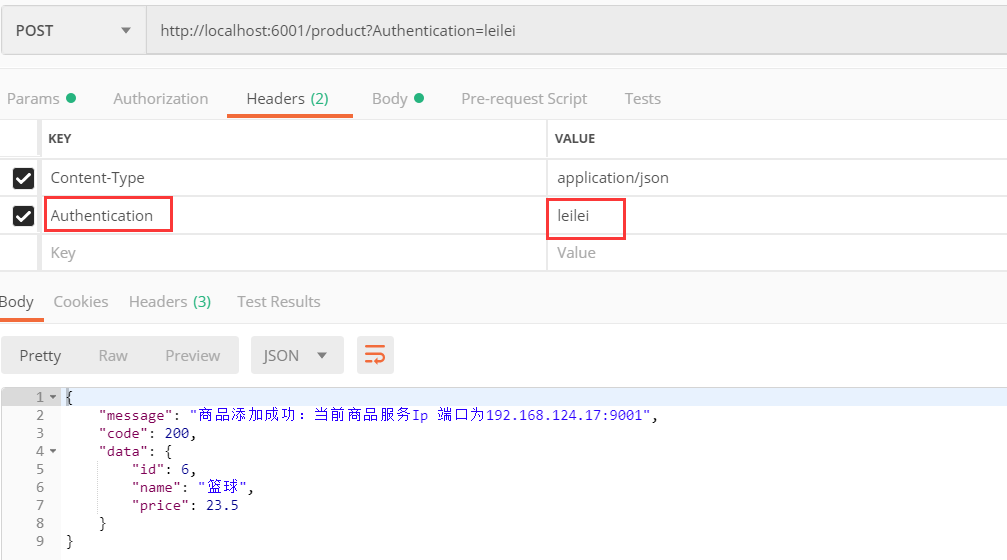 POST http://localhost:6001/product?Authentication=leilei
Params Authorization Headers (2) Body Pre-request Script Tests
KEY VALUE
Content-Type application/json
Authentication leilei
Key Value
Body Cookies Headers (3) Test Results
Pretty Raw Preview JSON
1 {
2 "message": "商品添加成功：当前商品服务Ip 端口为192.168.124.17:9001",
3 "code": 200,
4 "data": {
5 "id": 6,
6 "name": "篮球",
7 "price": 23.5
8 }
9 }